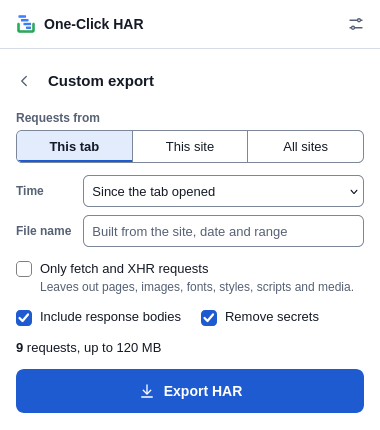 One-Click HAR
Custom export
Requests from
This tab
This site
All sites
Time
Since the tab opened
File name
Built from the site, date and range
Only fetch and XHR requests
Leaves out pages, images, fonts, styles, scripts and media.
Include response bodies
Remove secrets
9 requests, up to 120 MB
Export HAR